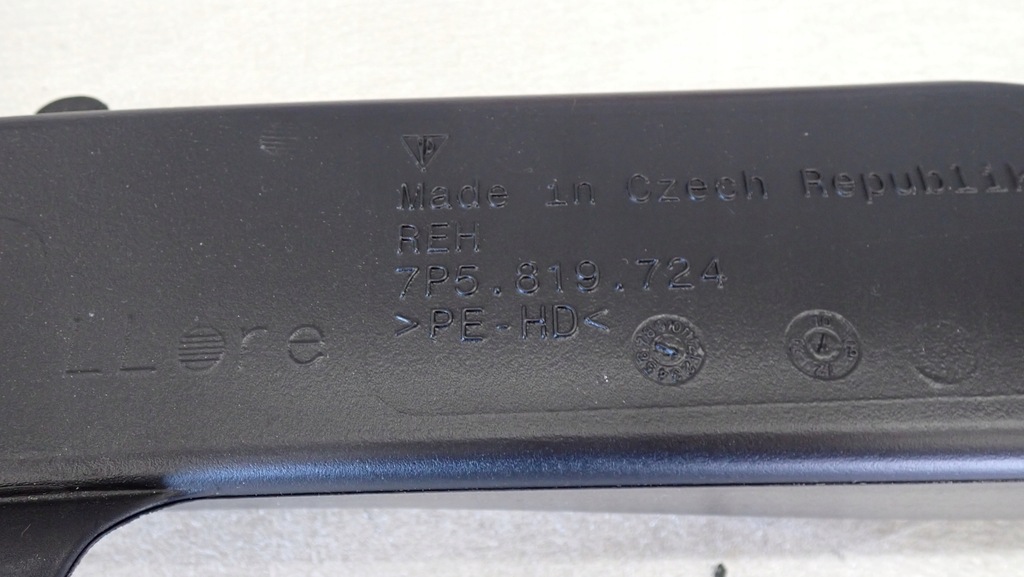 Made in Czech Republik
REH
7P5.819.724
>PE-HD<